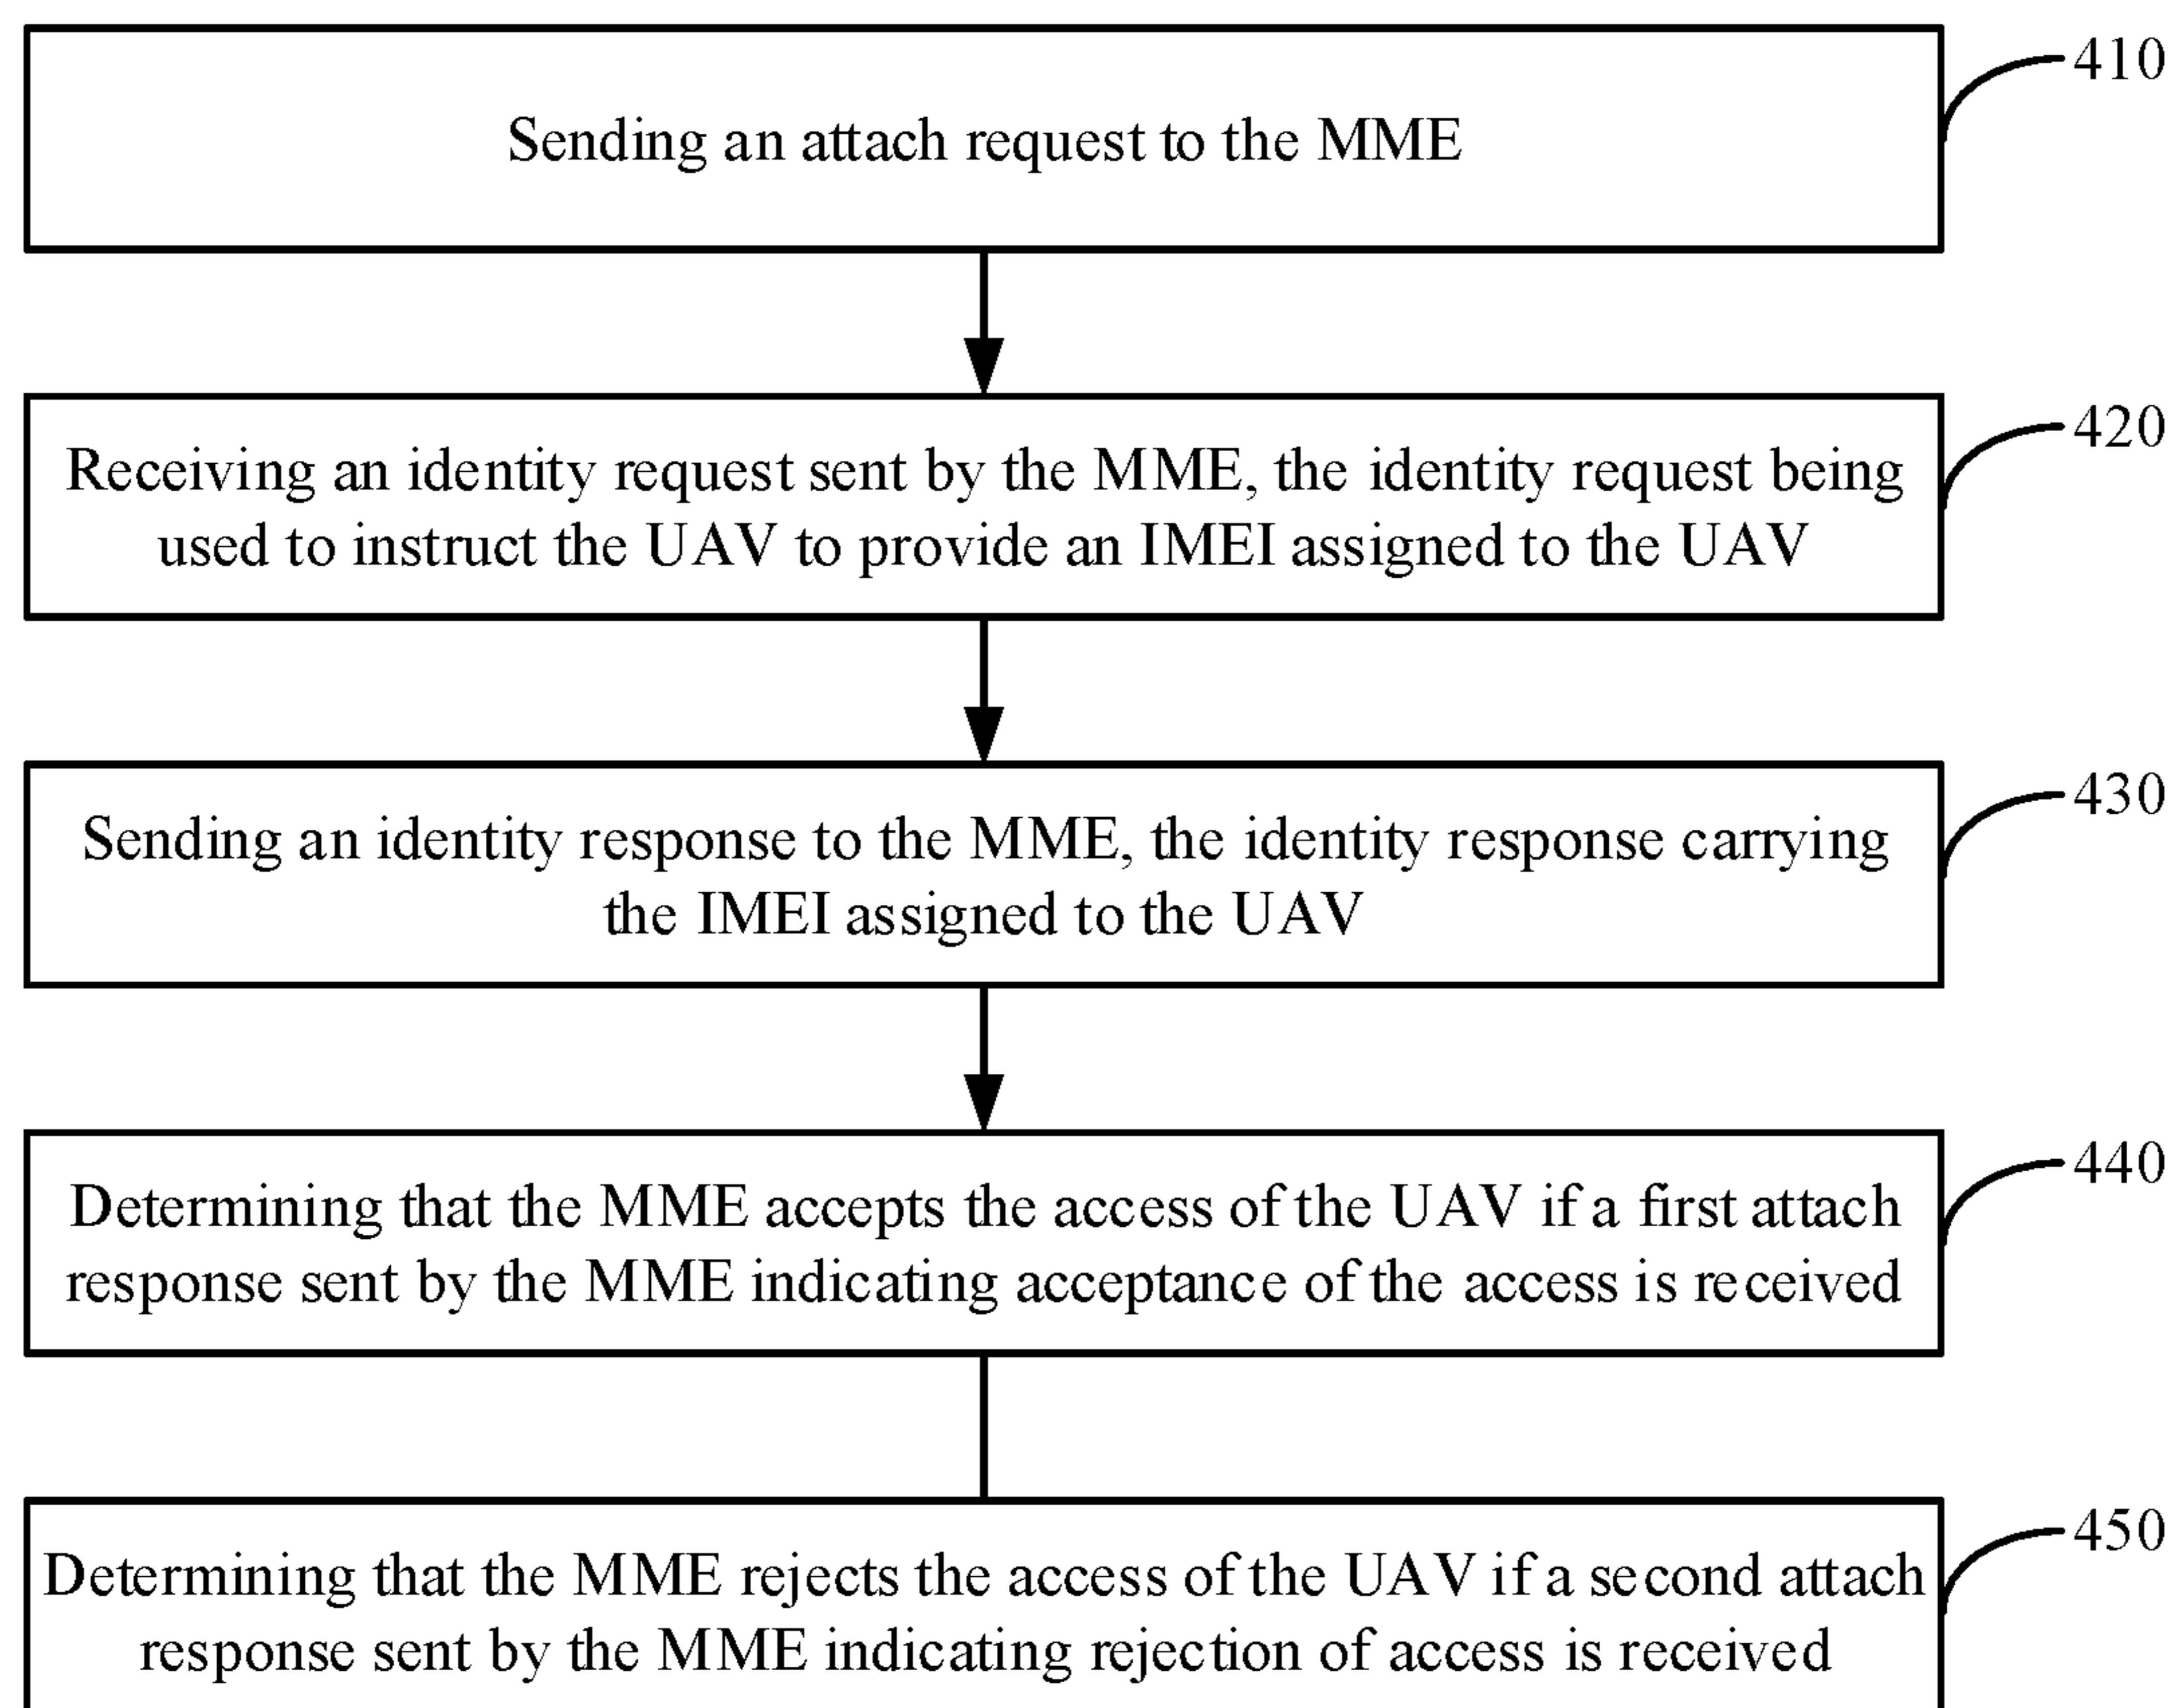 410
Sending an attach request to the MME
420
Receiving an identity request sent by the MME, the identity request being
used to instruct the UAV to provide an IMEI assigned to the UAV
430
Sending an identity response to the MME, the identity response carrying
the IMEI assigned to the UAV
440
Determining that the MME accepts the access of the UAV if a first attach
response sent by the MME indicating acceptance of the access is received
450
Determining that the MME rejects the access of the UAV if a second attach
response sent by the MME indicating rejection of access is received